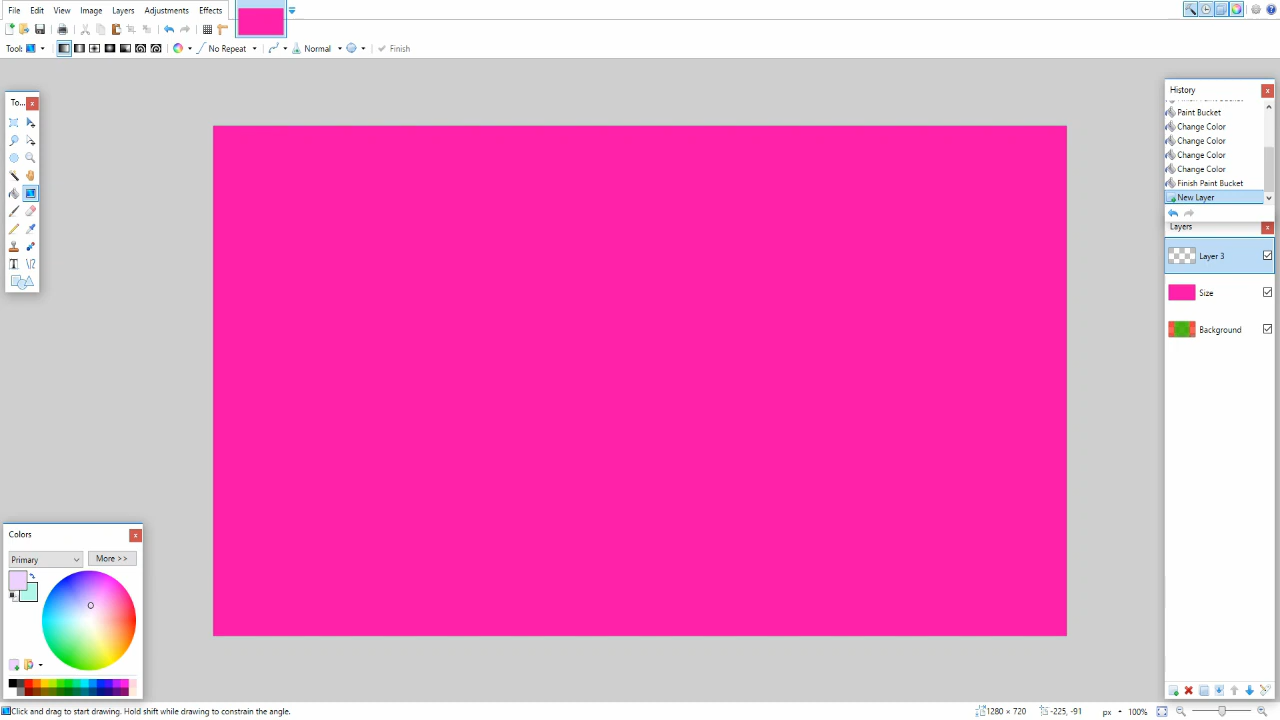 File Edit View Image Layers Adjustments Effects
Tool: No Repeat Normal Finish
To...
History
Paint Bucket
Change Color
Change Color
Change Color
Change Color
Finish Paint Bucket
New Layer
Layers
Layer 3
Size
Background
Colors
Primary More >>
Click and drag to start drawing. Hold shift while drawing to constrain the angle. 1280 × 720 -225, -91 px 100%